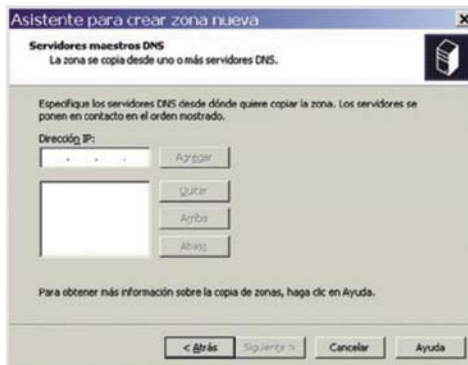 Asistente para crear zona nueva
Servidores maestros DNS
La zona se copia desde uno o más servidores DNS.
Especifique los servidores DNS desde dónde quiere copiar la zona. Los servidores se
ponen en contacto en el orden mostrado.
Dirección IP:
Agregar
Quitar
Arriba
Abajo
Para obtener más información sobre la copia de zonas, haga clic en Ayuda.
< Atrás
Siguiente >
Cancelar
Ayuda